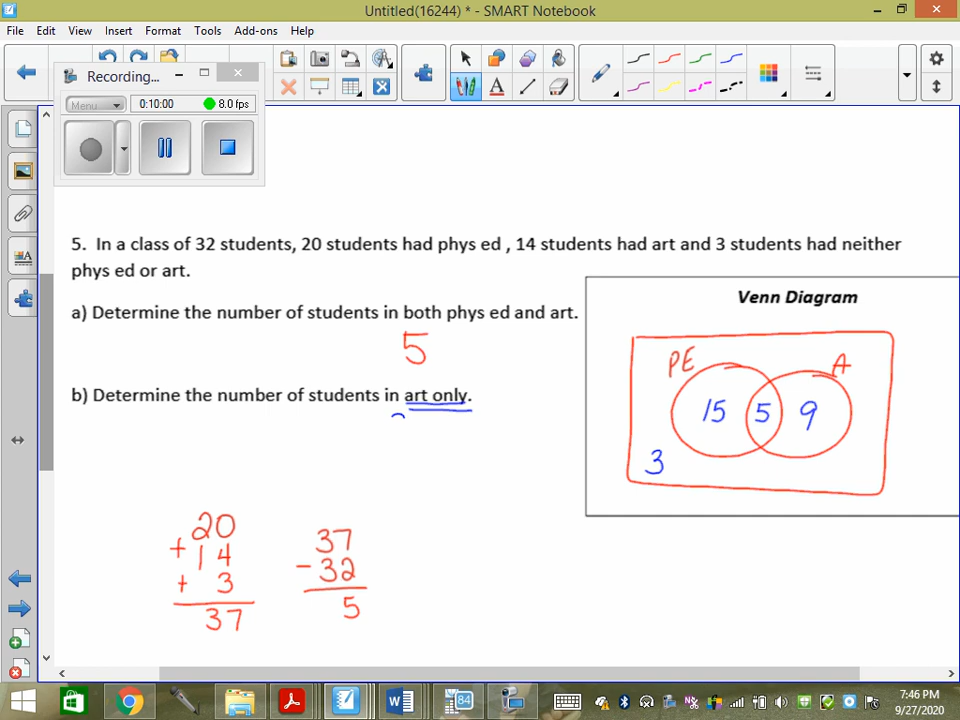 Untitled(16244) * - SMART Notebook
File Edit View Insert Format Tools Add-ons Help
Recording...
Menu 0:10:00 8.0 fps
5. In a class of 32 students, 20 students had phys ed , 14 students had art and 3 students had neither
phys ed or art.
a) Determine the number of students in both phys ed and art.
5
b) Determine the number of students in art only.
Venn Diagram
PE A
15 5 9
3
20
+ 14
+ 3
37
37
- 32
5
84
7:46 PM
9/27/2020